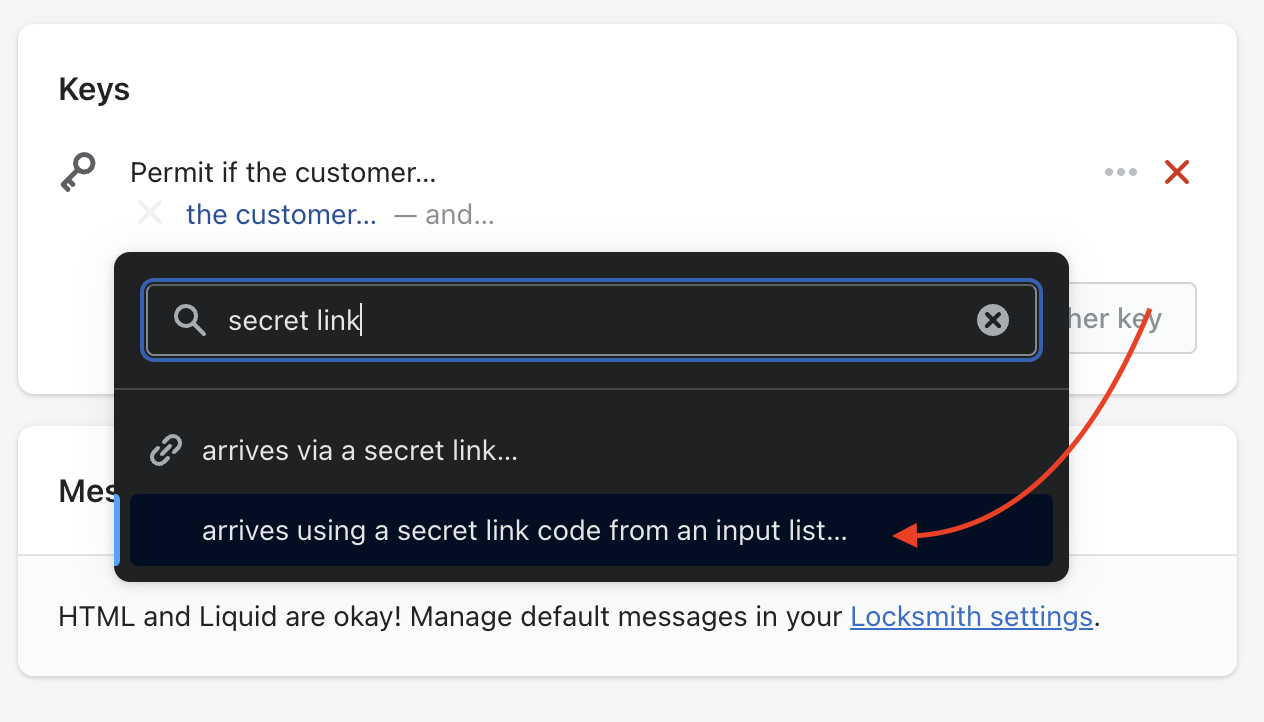 Keys
Permit if the customer...
the customer... — and...
secret link
her key
arrives via a secret link...
Mes
arrives using a secret link code from an input list...
HTML and Liquid are okay! Manage default messages in your Locksmith settings.